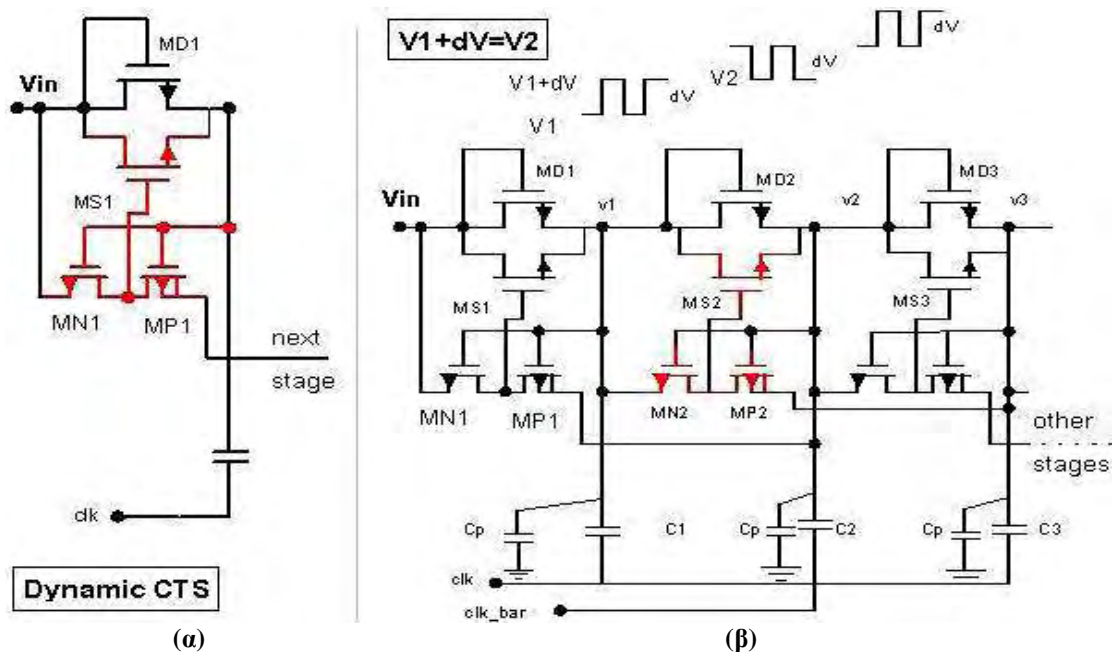 MD1
Vin
MS1
MN1
MP1
next
stage
clk
Dynamic CTS
(α)
V1+dV=V2
V1+dV
V1
dV
V2
dV
dV
Vin
MD1
v1
MD2
v2
MD3
v3
MS1
MS2
MS3
MN1
MP1
MN2
MP2
other
stages
Cp
C1
Cp
C2
Cp
C3
clk
clk_bar
(β)